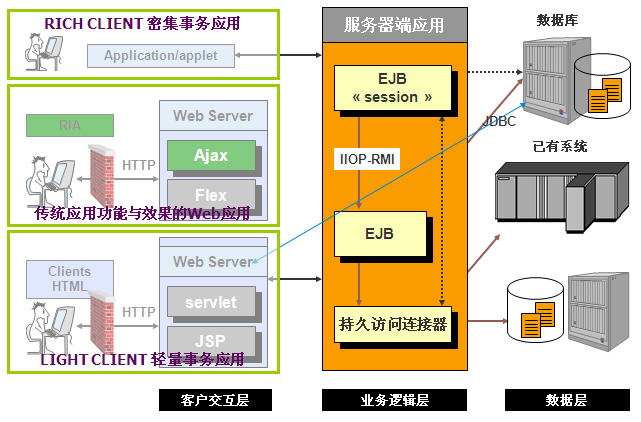 RICH CLIENT 密集事务应用
Application/applet
服务器端应用
数据库
EJB
« session »
JDBC
RIA
Web Server
Ajax
HTTP
Flex
传统应用功能与效果的Web应用
IIOP-RMI
已有系统
EJB
Clients
HTML
Web Server
HTTP
servlet
JSP
LIGHT CLIENT 轻量事务应用
持久访问连接器
客户交互层
业务逻辑层
数据层